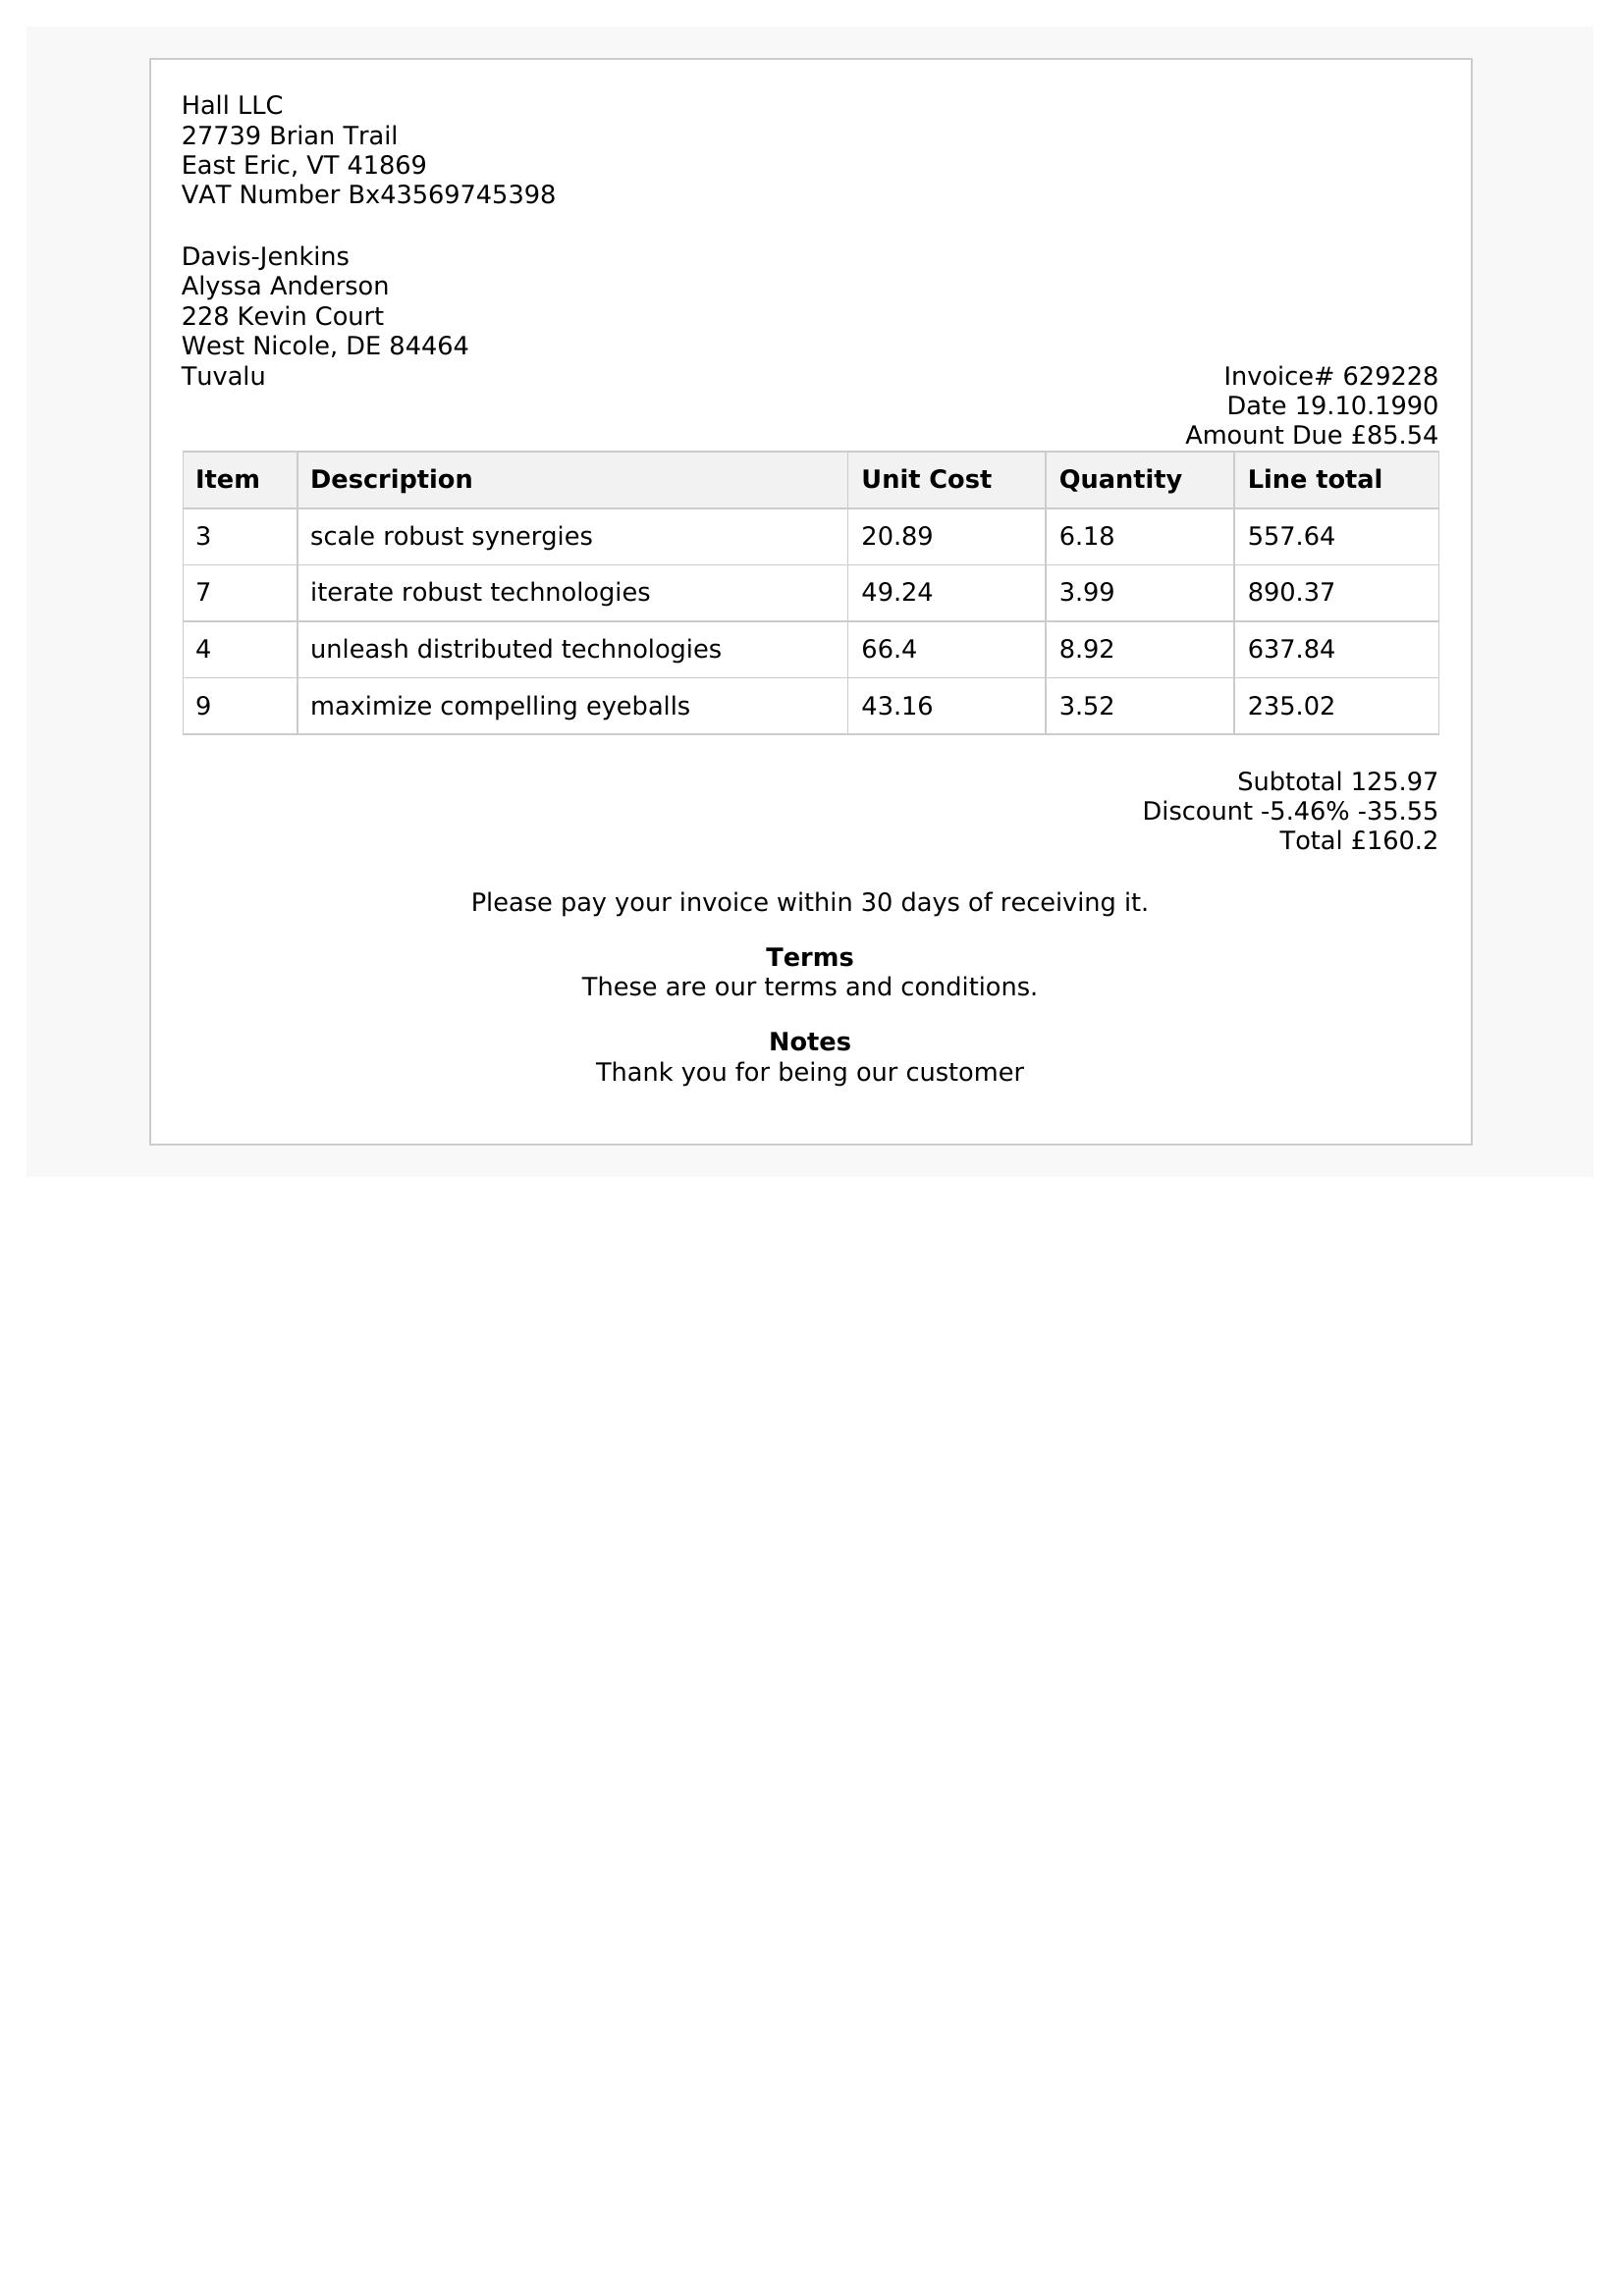 Hall LLC
27739 Brian Trail
East Eric, VT 41869
VAT Number Bx43569745398
Davis-Jenkins
Alyssa Anderson
228 Kevin Court
West Nicole, DE 84464
Tuvalu
Invoice# 629228
Date 19.10.1990
Amount Due £85.54
Item Description Unit Cost Quantity Line total
3 scale robust synergies 20.89 6.18 557.64
7 iterate robust technologies 49.24 3.99 890.37
4 unleash distributed technologies 66.4 8.92 637.84
9 maximize compelling eyeballs 43.16 3.52 235.02
Subtotal 125.97
Discount -5.46% -35.55
Total £160.2
Please pay your invoice within 30 days of receiving it.
Terms
These are our terms and conditions.
Notes
Thank you for being our customer